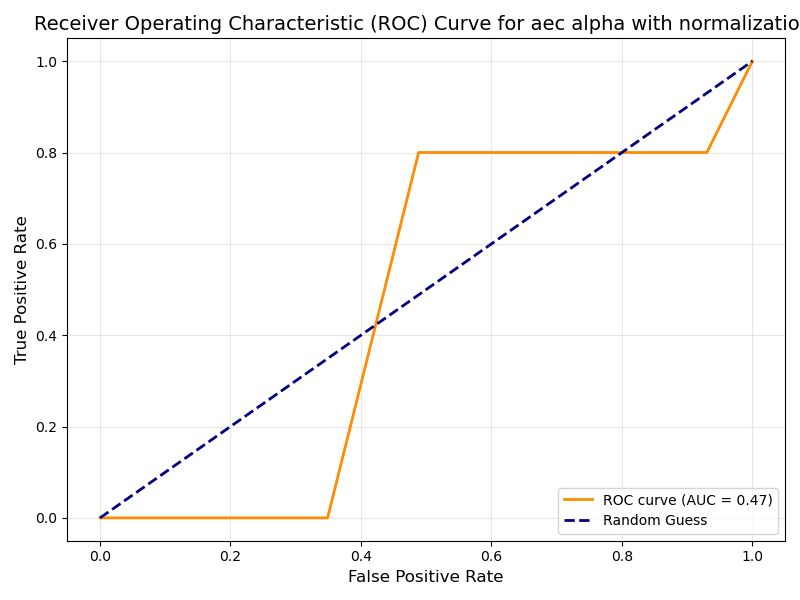 Receiver Operating Characteristic (ROC) Curve for aec alpha with normalizatio
True Positive Rate
1.0
0.8
0.6
0.4
0.2
0.0
ROC curve (AUC = 0.47)
Random Guess
0.0 0.2 0.4 0.6 0.8 1.0
False Positive Rate